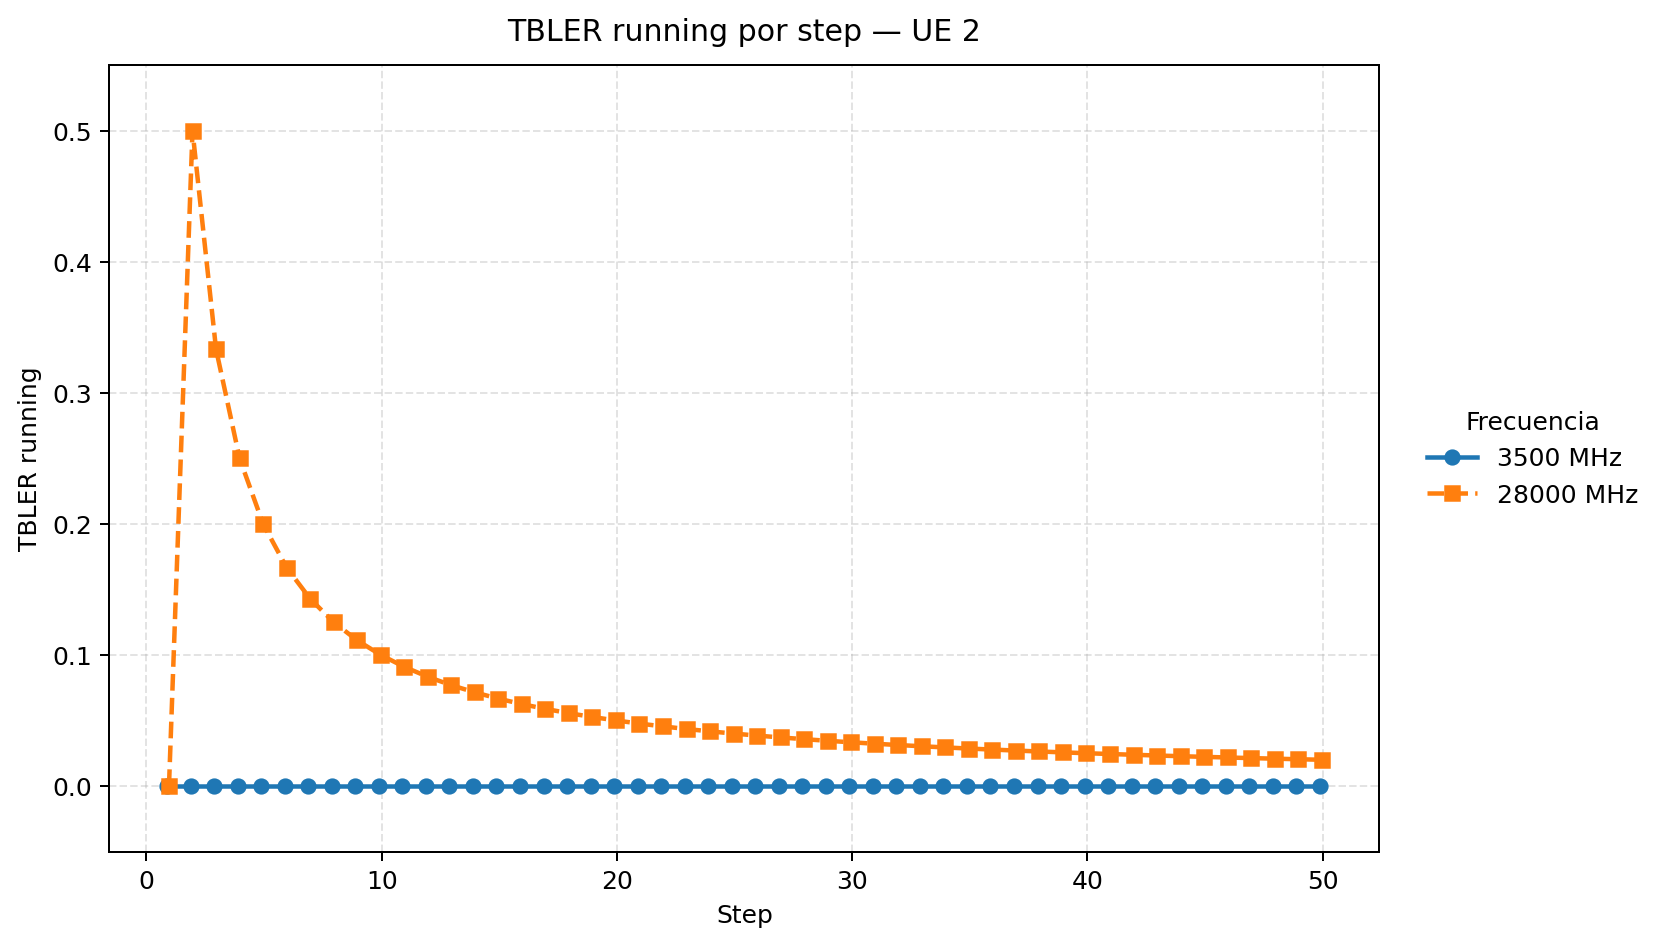 TBLER running por step — UE 2
TBLER running
0.5
0.4
0.3
0.2
0.1
0.0
0 10 20 30 40 50
Step
Frecuencia
3500 MHz
28000 MHz